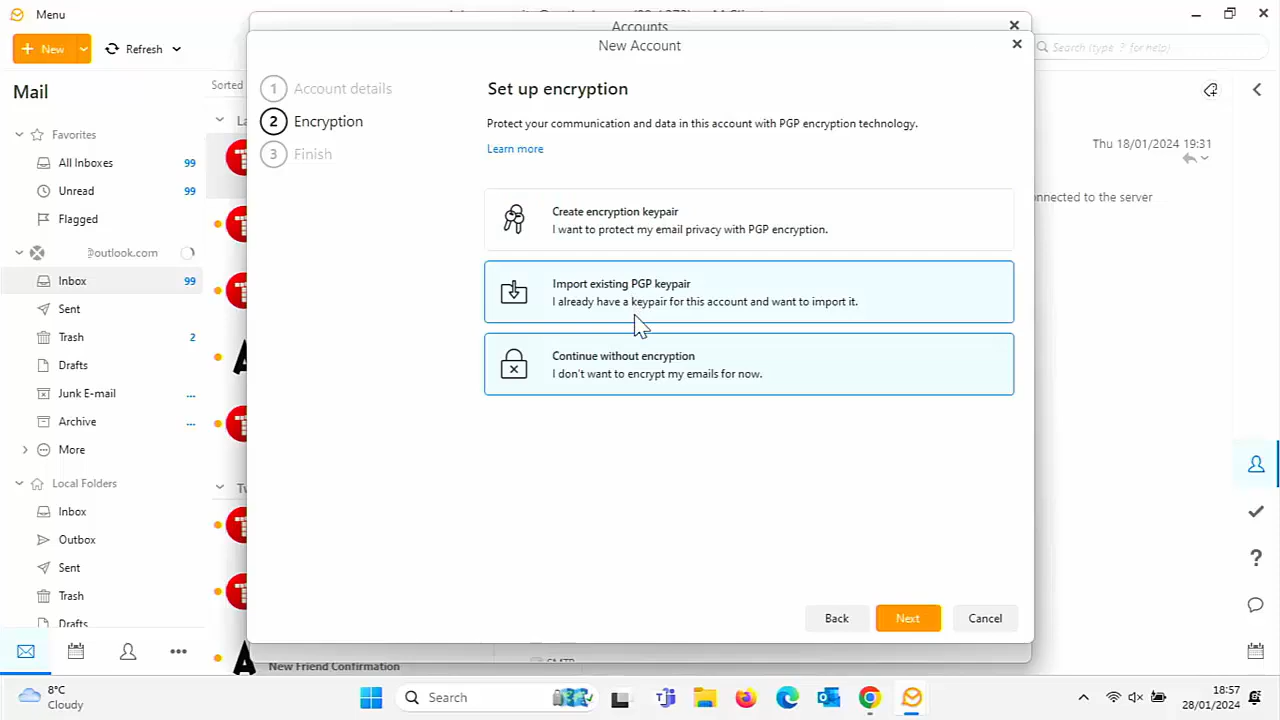 Menu
Accounts
New Account
New
Refresh
Search (type ? for help)
Mail
Sorted
Favorites
All Inboxes 99
Unread 99
Flagged
@outlook.com
Inbox 99
Sent
Trash 2
Drafts
Junk E-mail ...
Archive ...
More
Local Folders
Inbox
Outbox
Sent
Trash
Drafts
1 Account details
2 Encryption
3 Finish
Set up encryption
Protect your communication and data in this account with PGP encryption technology.
Learn more
Create encryption keypair
I want to protect my email privacy with PGP encryption.
Import existing PGP keypair
I already have a keypair for this account and want to import it.
Continue without encryption
I don't want to encrypt my emails for now.
Back
Next
Cancel
Thu 18/01/2024 19:31
nnected to the server
New Friend Confirmation
8°C
Cloudy
Search
18:57
28/01/2024